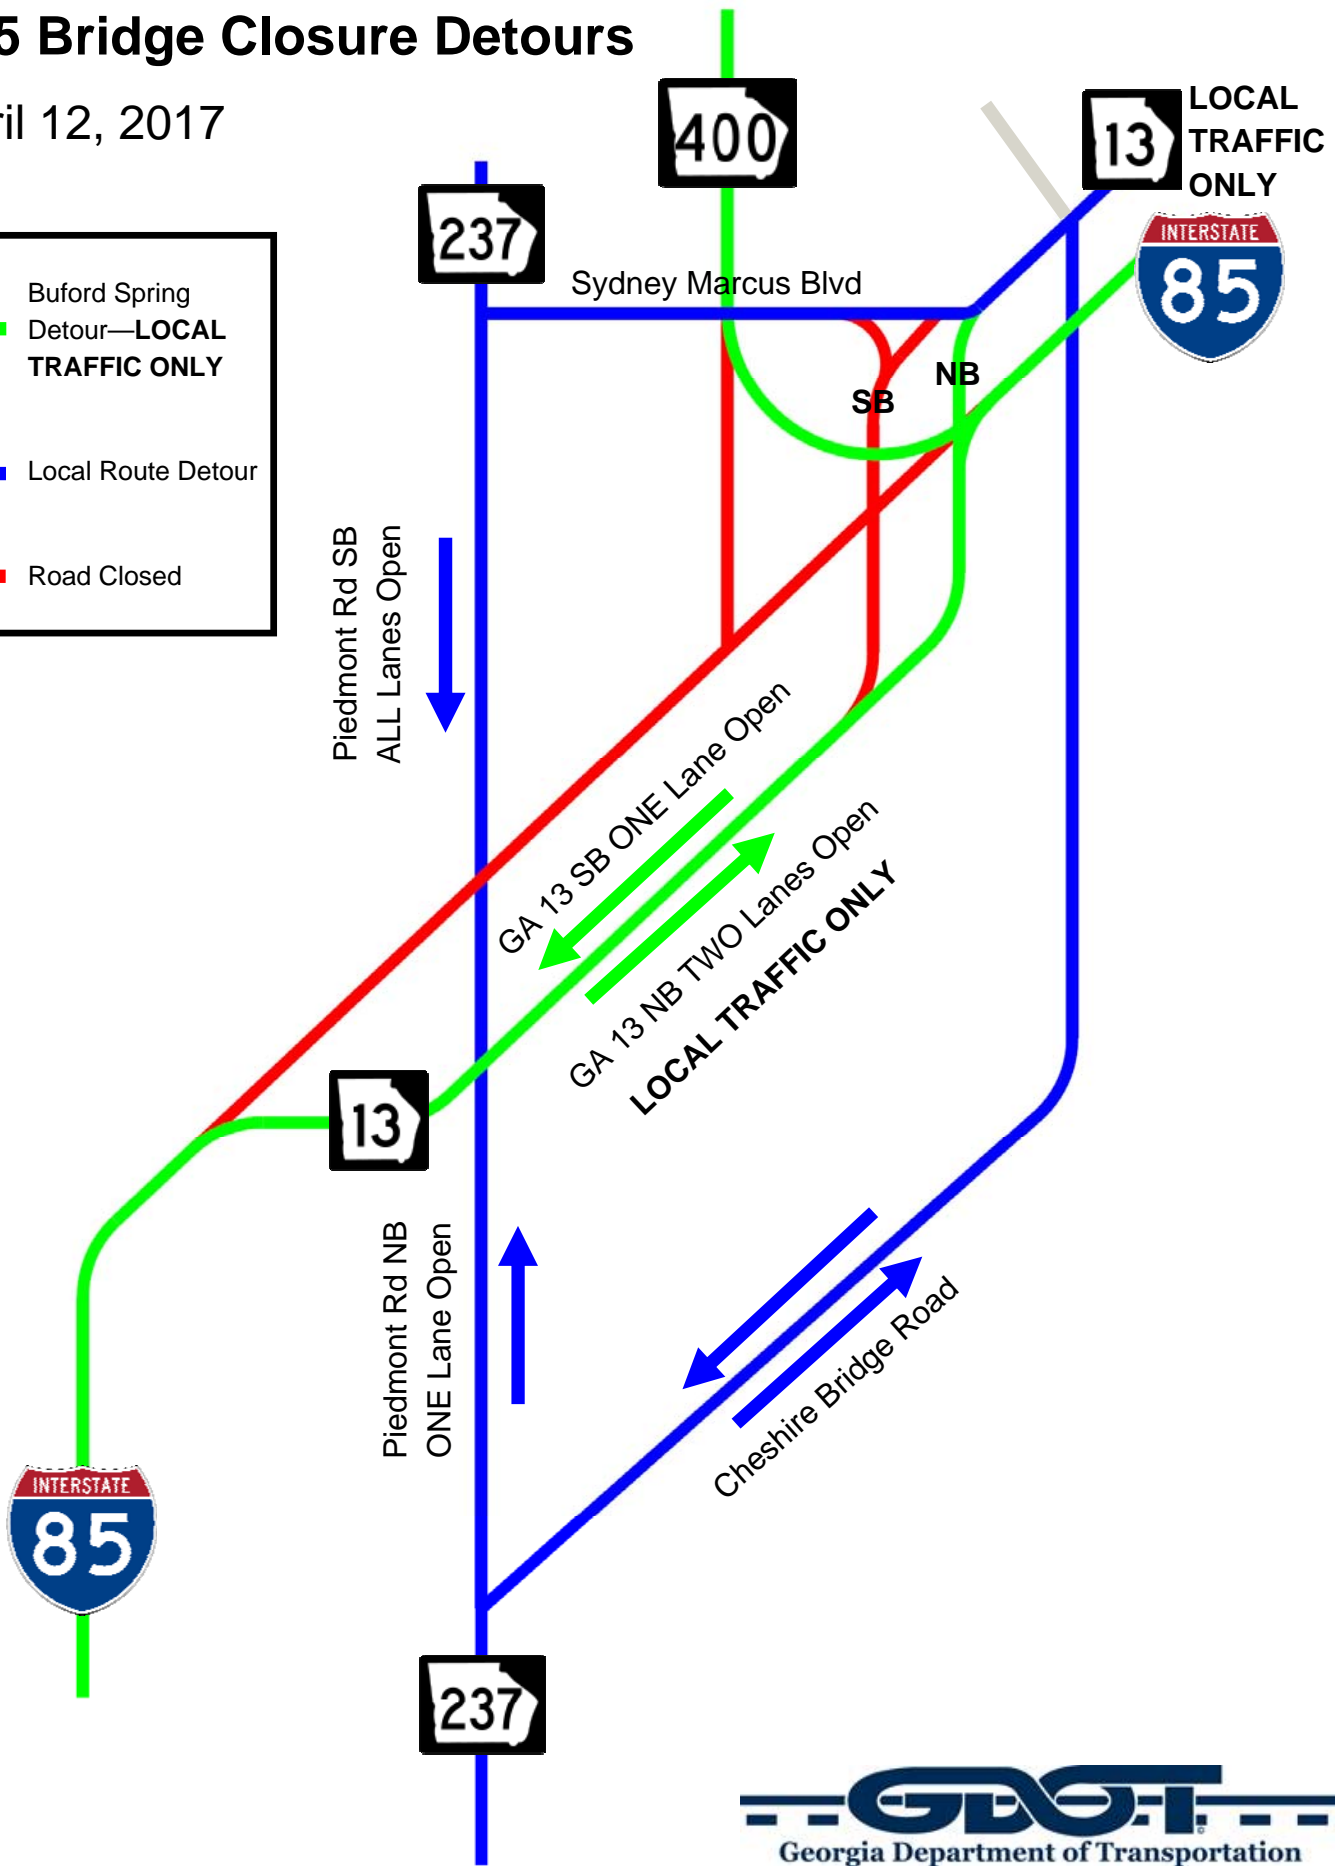 5 Bridge Closure Detours
ril 12, 2017
400
13
LOCAL
TRAFFIC
ONLY
237
INTERSTATE
85
Sydney Marcus Blvd
Buford Spring
Detour—LOCAL
TRAFFIC ONLY
Local Route Detour
Road Closed
NB
SB
Piedmont Rd SB
ALL Lanes Open
GA 13 SB ONE Lane Open
GA 13 NB TWO Lanes Open
LOCAL TRAFFIC ONLY
13
Piedmont Rd NB
ONE Lane Open
Cheshire Bridge Road
INTERSTATE
85
237
GDOT
Georgia Department of Transportation